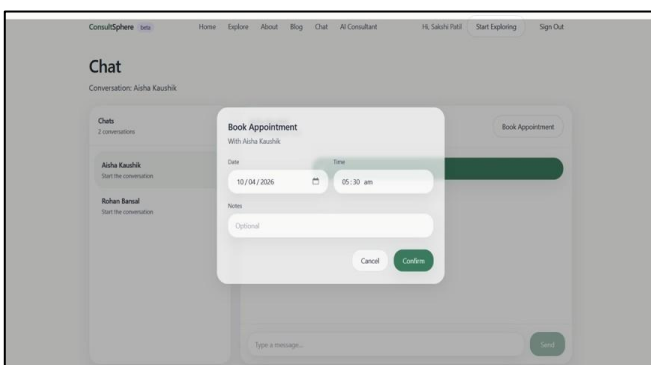 ConsultSphere beta Home Explore About Blog Chat AI Consultant Hi, Sakshi Patil Start Exploring Sign Out
Chat
Conversation: Aisha Kaushik
Chats
2 conversations
Book Appointment
Aisha Kaushik
Start the conversation
Rohan Bansal
Start the conversation
Book Appointment
With Aisha Kaushik
Date Time
10/04/2026 05:30 am
Notes
Optional
Cancel Confirm
Type a message... Send